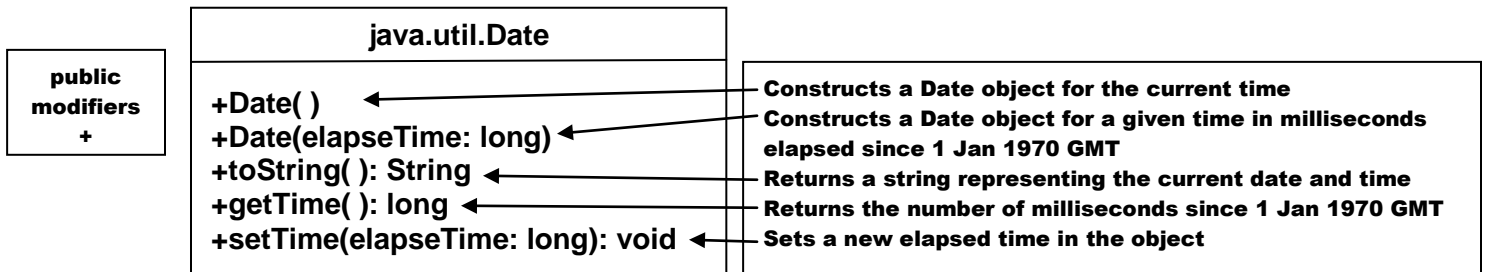 public
modifiers
+
java.util.Date
+Date( )
+Date(elapseTime: long)
+toString( ): String
+getTime( ): long
+setTime(elapseTime: long): void
Constructs a Date object for the current time
Constructs a Date object for a given time in milliseconds
elapsed since 1 Jan 1970 GMT
Returns a string representing the current date and time
Returns the number of milliseconds since 1 Jan 1970 GMT
Sets a new elapsed time in the object